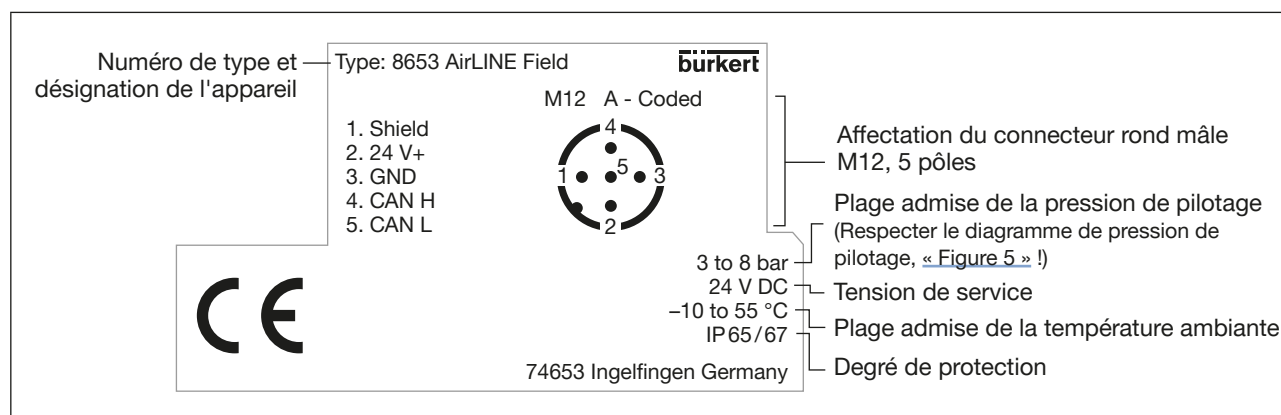 Numéro de type et
désignation de l'appareil
Type: 8653 AirLINE Field
bürkert
M12 A - Coded
1. Shield
2. 24 V+
3. GND
4. CAN H
5. CAN L
4
1
5
3
2
Affectation du connecteur rond mâle
M12, 5 pôles
Plage admise de la pression de pilotage
(Respecter le diagramme de pression de
pilotage, « Figure 5 » !)
3 to 8 bar
24 V DC
Tension de service
–10 to 55 °C
Plage admise de la température ambiante
IP 65/67
Degré de protection
CE
74653 Ingelfingen Germany